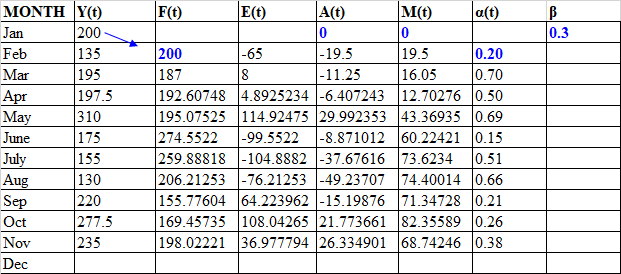 MONTH Y(t) F(t) E(t) A(t) M(t) α(t) β
Jan 200 0 0 0.3
Feb 135 200 -65 -19.5 19.5 0.20
Mar 195 187 8 -11.25 16.05 0.70
Apr 197.5 192.60748 4.8925234 -6.407243 12.70276 0.50
May 310 195.07525 114.92475 29.992353 43.36935 0.69
June 175 274.5522 -99.5522 -8.871012 60.22421 0.15
July 155 259.88818 -104.8882 -37.67616 73.6234 0.51
Aug 130 206.21253 -76.21253 -49.23707 74.40014 0.66
Sep 220 155.77604 64.223962 -15.19876 71.34728 0.21
Oct 277.5 169.45735 108.04265 21.773661 82.35589 0.26
Nov 235 198.02221 36.977794 26.334901 68.74246 0.38
Dec